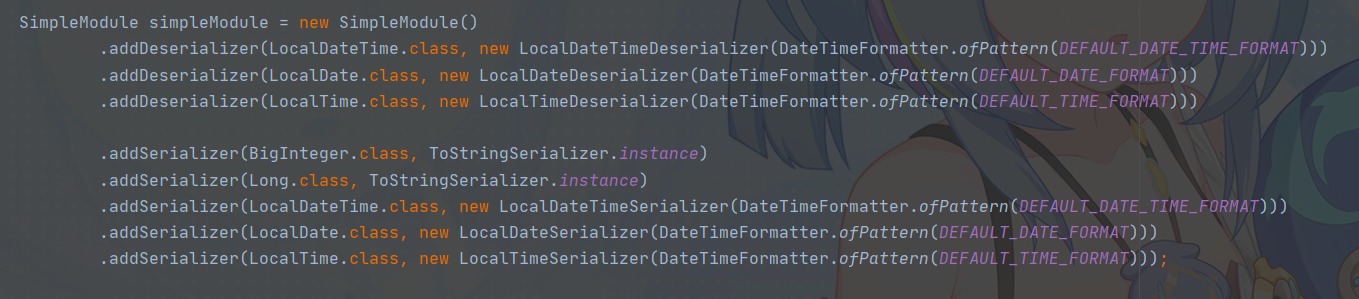 SimpleModule simpleModule = new SimpleModule()
.addDeserializer(LocalDateTime.class, new LocalDateTimeDeserializer(DateTimeFormatter.ofPattern(DEFAULT_DATE_TIME_FORMAT)))
.addDeserializer(LocalDate.class, new LocalDateDeserializer(DateTimeFormatter.ofPattern(DEFAULT_DATE_FORMAT)))
.addDeserializer(LocalTime.class, new LocalTimeDeserializer(DateTimeFormatter.ofPattern(DEFAULT_TIME_FORMAT)))
.addSerializer(BigInteger.class, ToStringSerializer.instance)
.addSerializer(Long.class, ToStringSerializer.instance)
.addSerializer(LocalDateTime.class, new LocalDateTimeSerializer(DateTimeFormatter.ofPattern(DEFAULT_DATE_TIME_FORMAT)))
.addSerializer(LocalDate.class, new LocalDateSerializer(DateTimeFormatter.ofPattern(DEFAULT_DATE_FORMAT)))
.addSerializer(LocalTime.class, new LocalTimeSerializer(DateTimeFormatter.ofPattern(DEFAULT_TIME_FORMAT)));